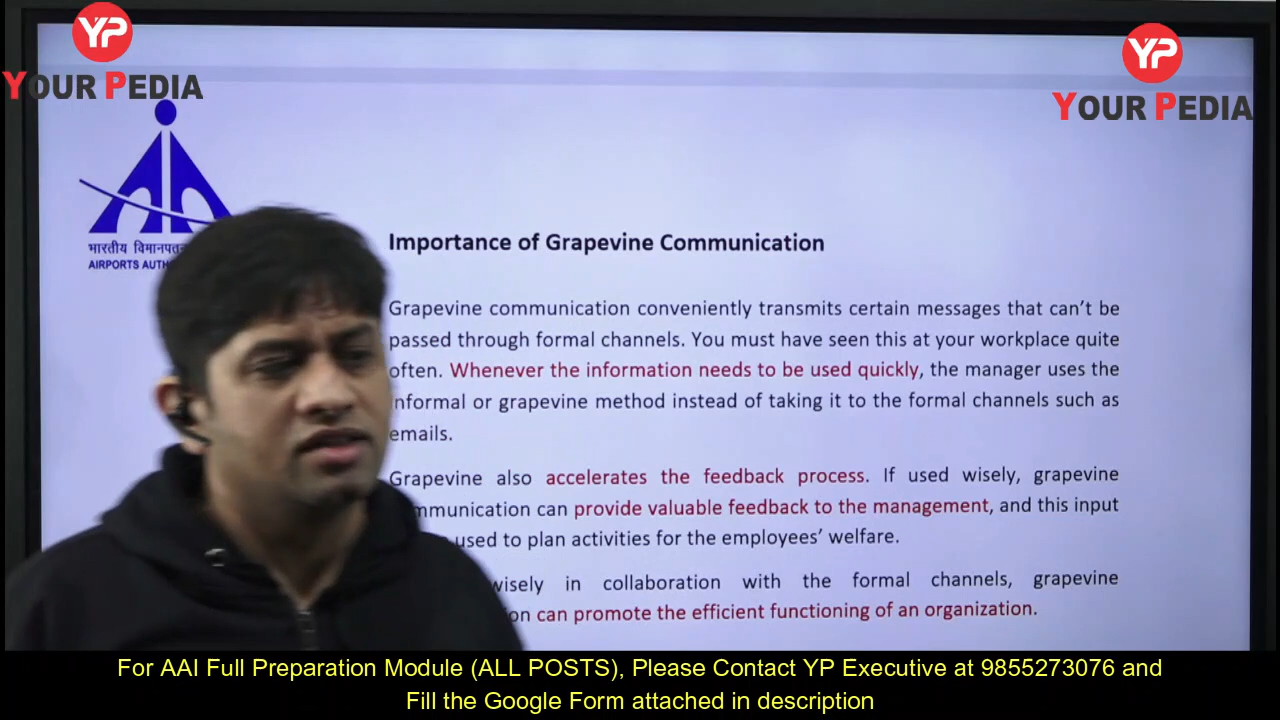 YP
YOUR PEDIA
YP
YOUR PEDIA
भारतीय विमानपत्तन
AIRPORTS
Importance of Grapevine Communication
Grapevine communication conveniently transmits certain messages that can't be
passed through formal channels. You must have seen this at your workplace quite
often. Whenever the information needs to be used quickly, the manager uses the
informal or grapevine method instead of taking it to the formal channels such as
emails.
Grapevine also accelerates the feedback process. If used wisely, grapevine
can provide valuable feedback to the management, and this input
used to plan activities for the employees' welfare.
wisely in collaboration with the formal channels, grapevine
can promote the efficient functioning of an organization.
For AAI Full Preparation Module (ALL POSTS), Please Contact YP Executive at 9855273076 and
Fill the Google Form attached in description